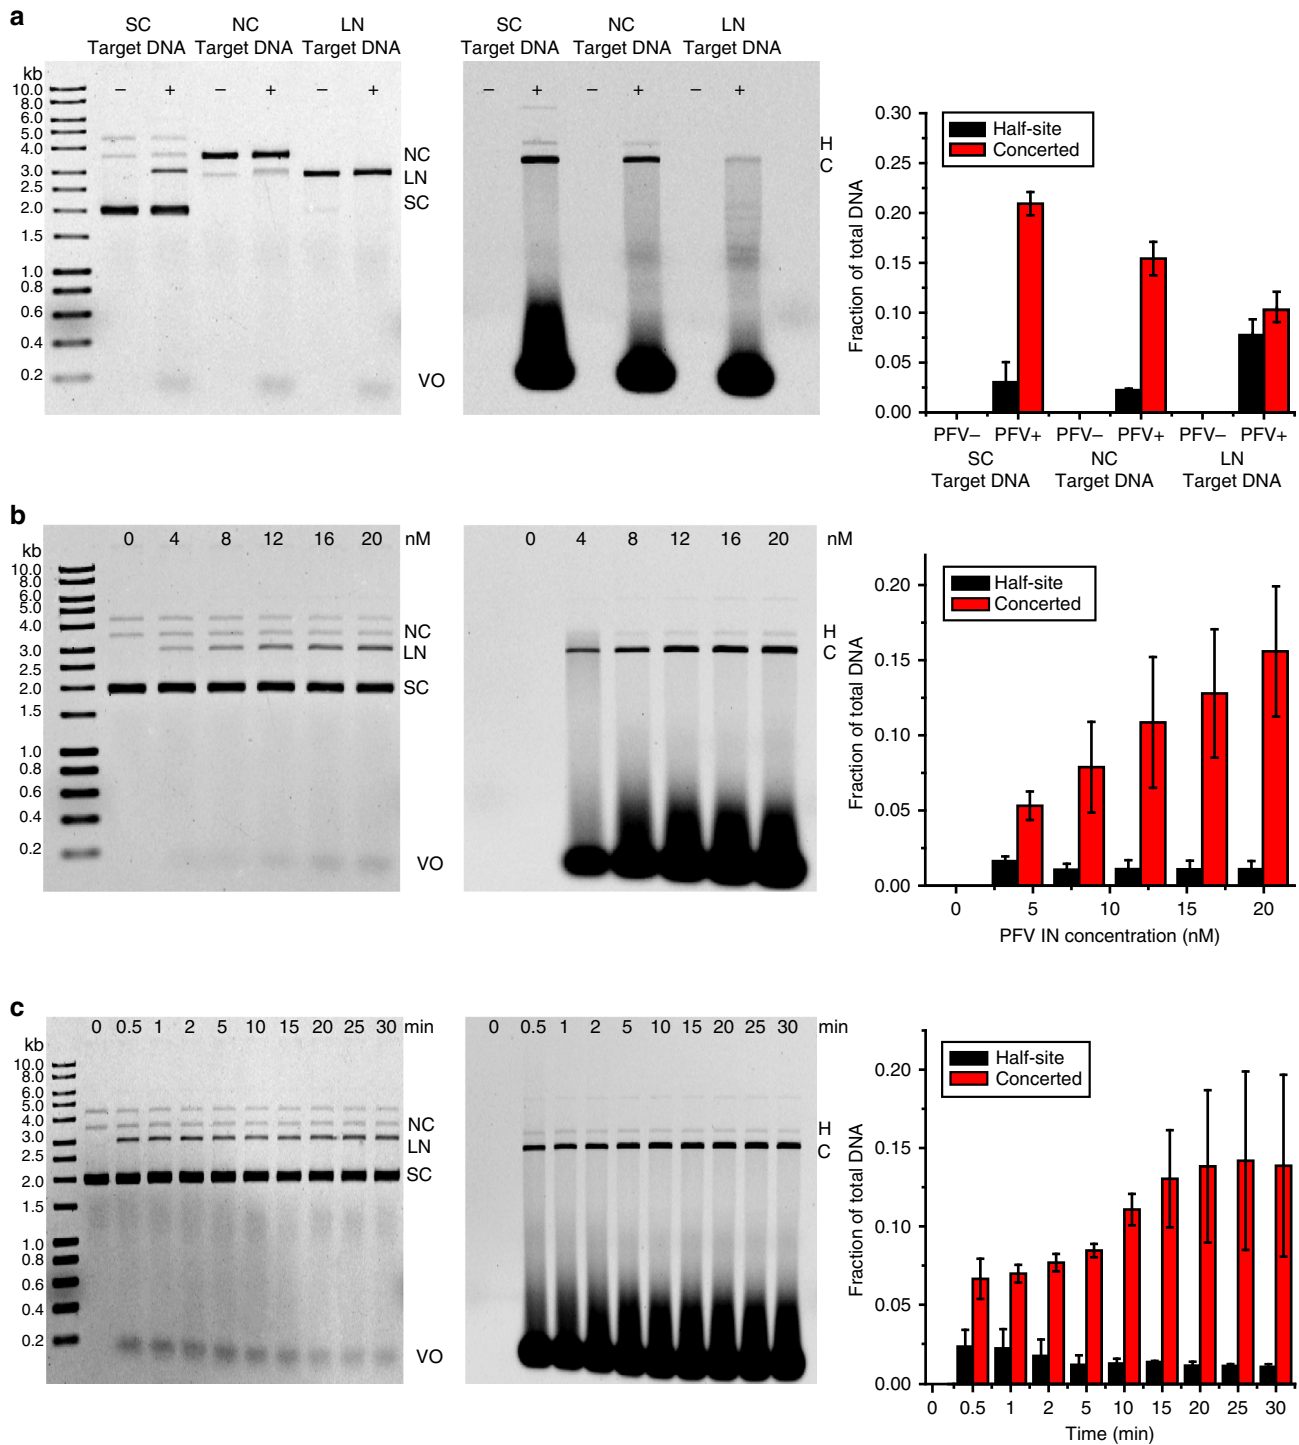 a
SC NC LN
Target DNA Target DNA Target DNA
kb
– + – + – +
10.0
8.0
6.0
5.0
4.0
3.0
2.5
2.0
1.5
1.0
0.8
0.6
0.4
0.2
NC
LN
SC
VO
SC NC LN
Target DNA Target DNA Target DNA
– + – + – +
H
C
Half-site
Concerted
Fraction of total DNA
0.30
0.25
0.20
0.15
0.10
0.05
0.00
PFV– PFV+ PFV– PFV+ PFV– PFV+
SC NC LN
Target DNA Target DNA Target DNA
b
0 4 8 12 16 20 nM
kb
10.0
8.0
6.0
5.0
4.0
3.0
2.5
2.0
1.5
1.0
0.8
0.6
0.4
0.2
NC
LN
SC
VO
0 4 8 12 16 20 nM
H
C
Half-site
Concerted
Fraction of total DNA
0.20
0.15
0.10
0.05
0.00
0 5 10 15 20
PFV IN concentration (nM)
c
0 0.5 1 2 5 10 15 20 25 30 min
kb
10.0
8.0
6.0
5.0
4.0
3.0
2.5
2.0
1.5
1.0
0.8
0.6
0.4
0.2
NC
LN
SC
VO
0 0.5 1 2 5 10 15 20 25 30 min
H
C
Half-site
Concerted
Fraction of total DNA
0.20
0.15
0.10
0.05
0.00
0 0.5 1 2 5 10 15 20 25 30
Time (min)